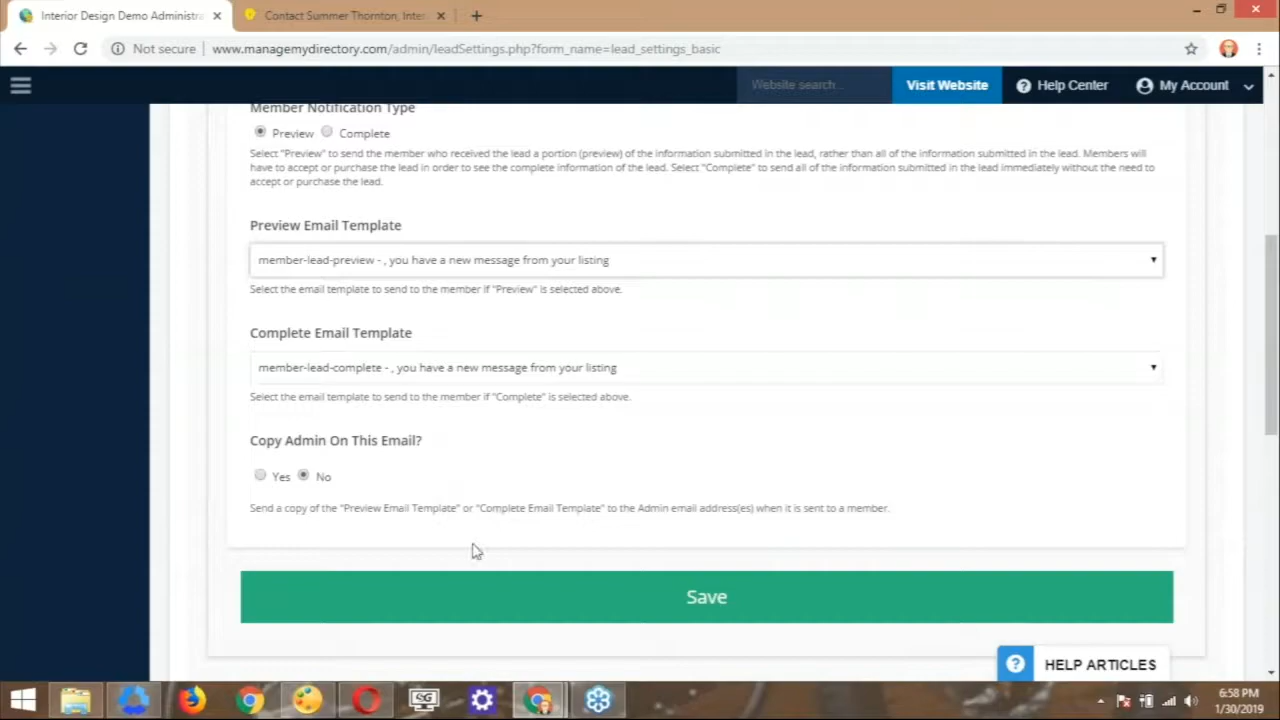 Interior Design Demo Administra
Contact Summer Thornton, Inte
Not secure | www.managemydirectory.com/admin/leadSettings.php?form_name=lead_settings_basic
Website search...
Visit Website
Help Center
My Account
Member Notification Type
Preview Complete
Select "Preview" to send the member who received the lead a portion (preview) of the information submitted in the lead, rather than all of the information submitted in the lead. Members will
have to accept or purchase the lead in order to see the complete information of the lead. Select "Complete" to send all of the information submitted in the lead immediately without the need to
accept or purchase the lead.
Preview Email Template
member-lead-preview - , you have a new message from your listing
Select the email template to send to the member if "Preview" is selected above.
Complete Email Template
member-lead-complete - , you have a new message from your listing
Select the email template to send to the member if "Complete" is selected above.
Copy Admin On This Email?
Yes No
Send a copy of the "Preview Email Template" or "Complete Email Template" to the Admin email address(es) when it is sent to a member.
Save
HELP ARTICLES
SG
6:58 PM
1/30/2019